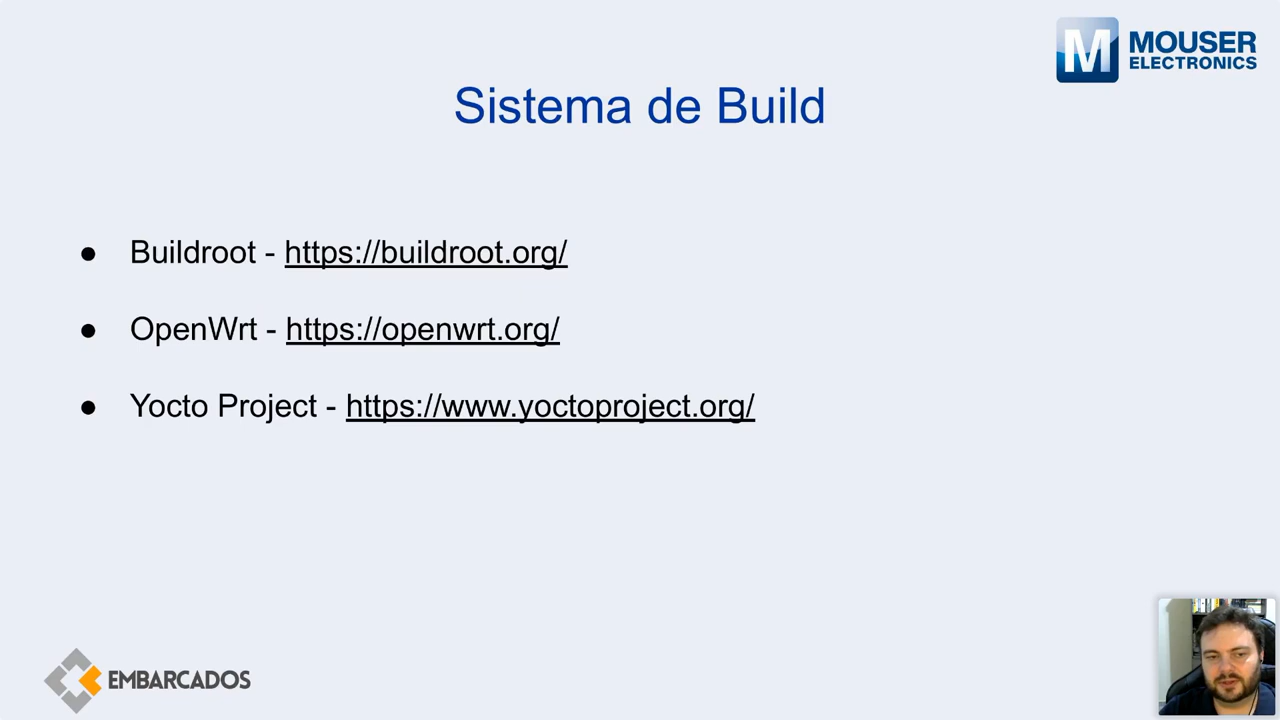 M MOUSER
ELECTRONICS
Sistema de Build
● Buildroot - https://buildroot.org/
● OpenWrt - https://openwrt.org/
● Yocto Project - https://www.yoctoproject.org/
EMBARCADOS